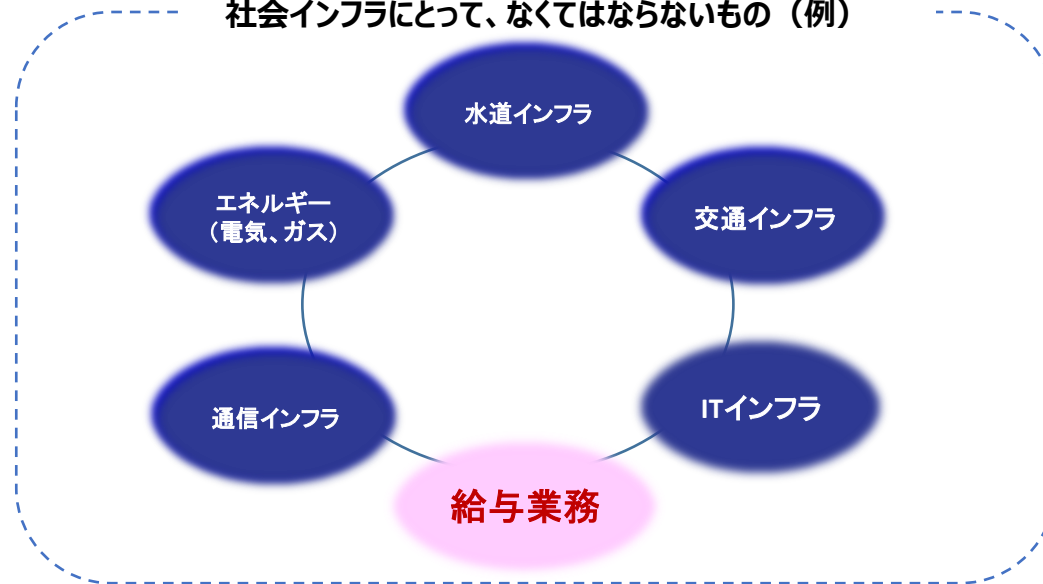 社会インフラにとって、なくてはならないもの（例）
水道インフラ
エネルギー
（電気、ガス）
交通インフラ
通信インフラ
ITインフラ
給与業務